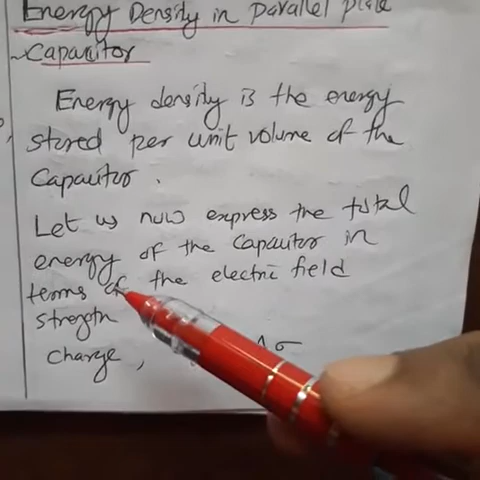 Energy Density in parallel plate
Capacitor
Energy density is the energy
stored per unit volume of the
Capacitor.
Let us now express the total
energy of the Capacitor in
terms of the electric field
strength
Charge,
σ